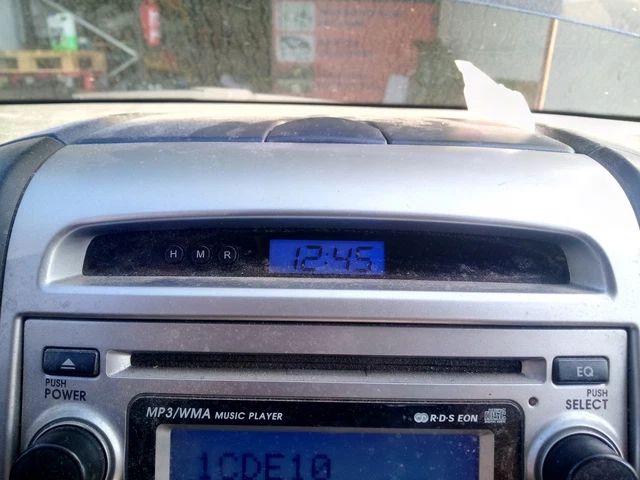 H M R 12:45
PUSH POWER
EQ
PUSH SELECT
MP3/WMA MUSIC PLAYER R·D·S EON
1CDE10